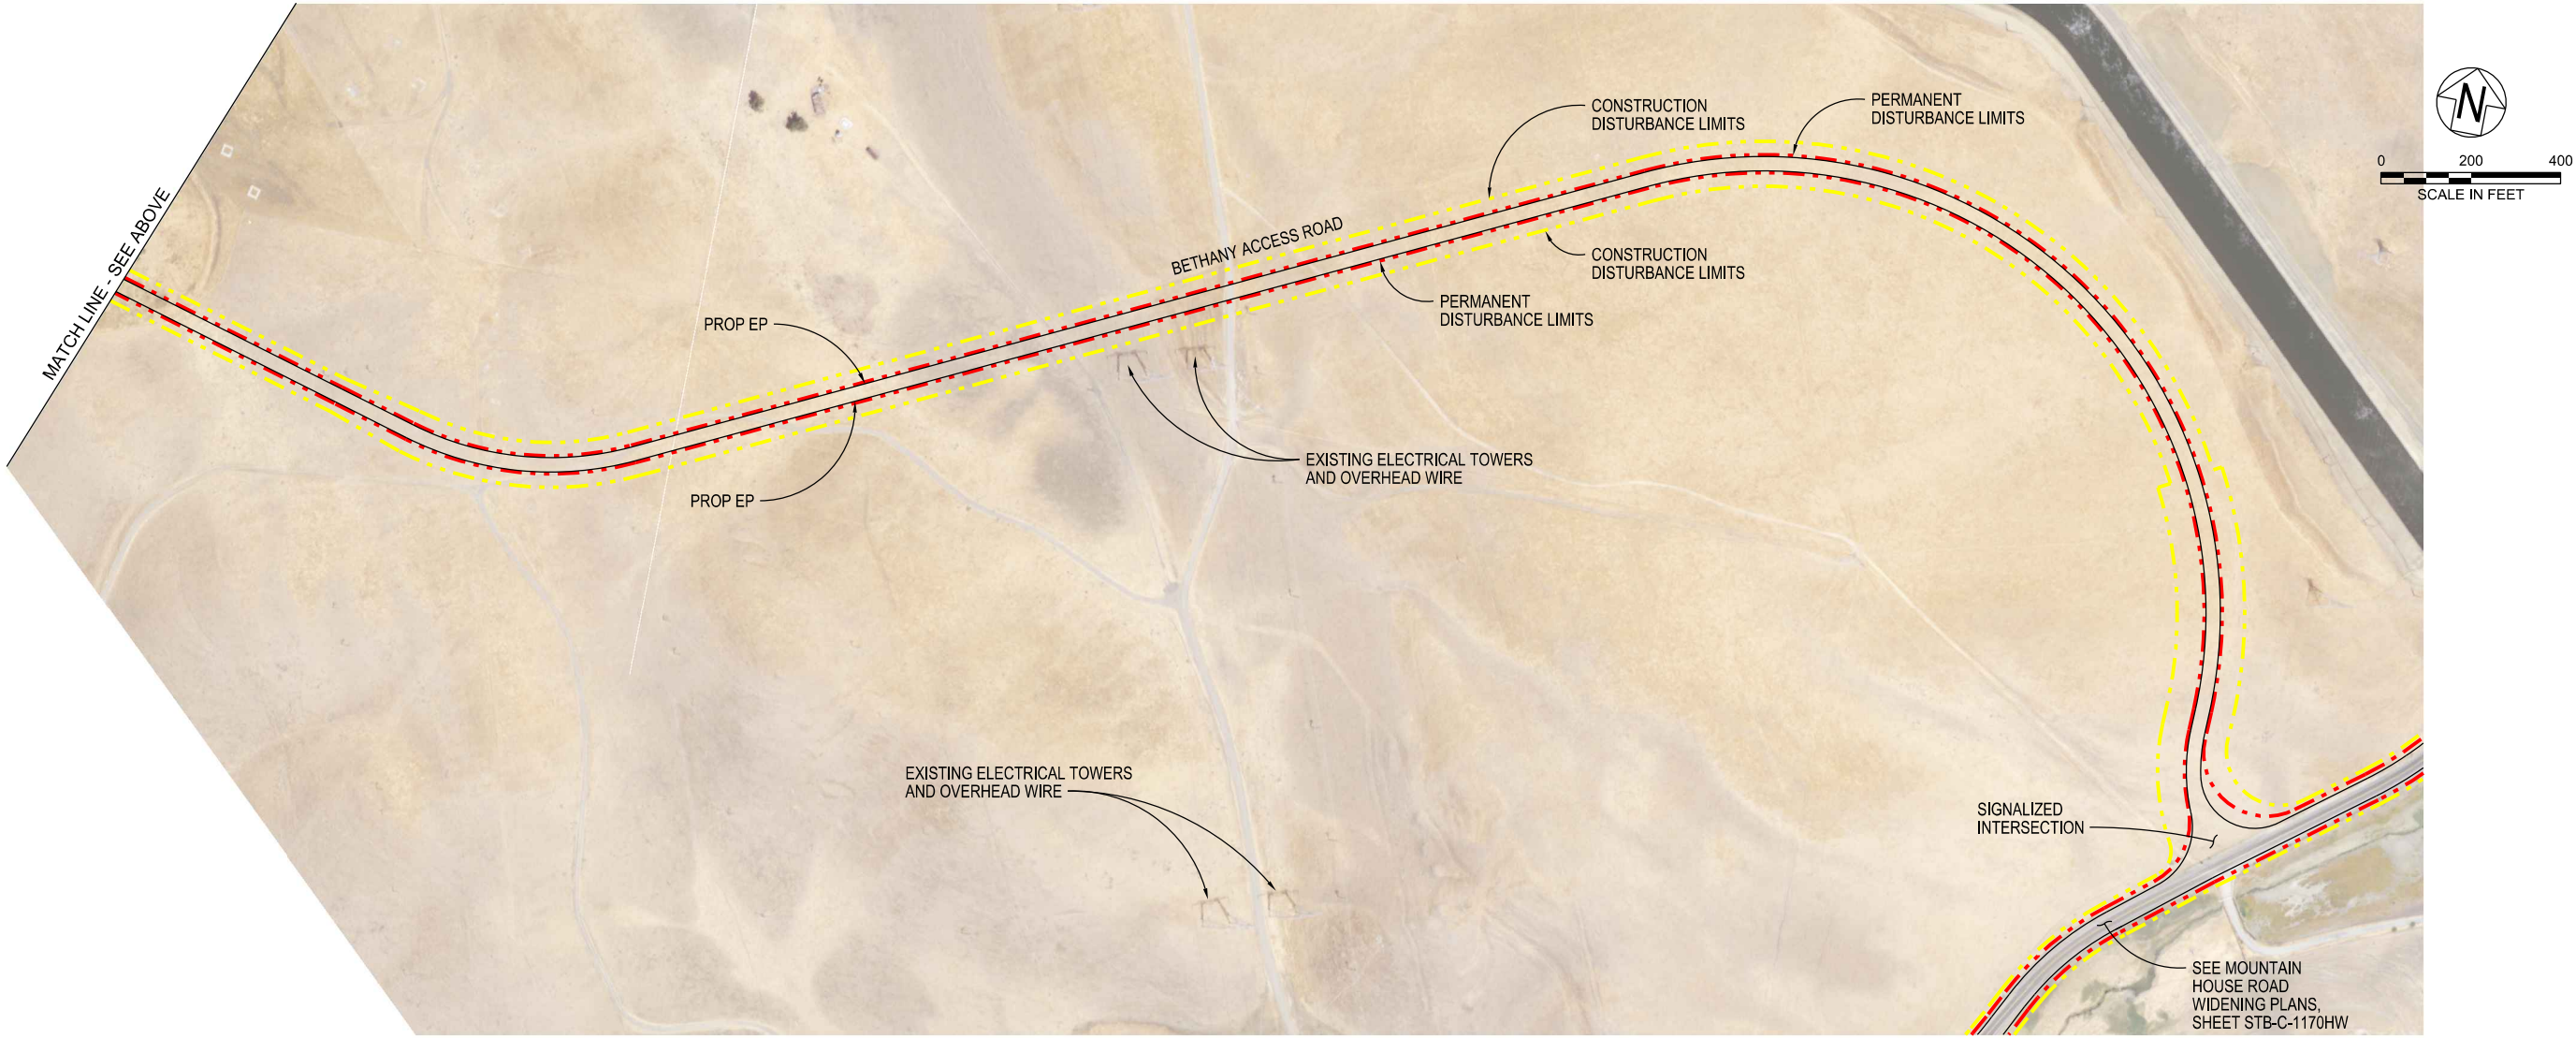 MATCH LINE - SEE ABOVE
PROP EP
PROP EP
BETHANY ACCESS ROAD
CONSTRUCTION
DISTURBANCE LIMITS
PERMANENT
DISTURBANCE LIMITS
CONSTRUCTION
DISTURBANCE LIMITS
PERMANENT
DISTURBANCE LIMITS
EXISTING ELECTRICAL TOWERS
AND OVERHEAD WIRE
EXISTING ELECTRICAL TOWERS
AND OVERHEAD WIRE
SIGNALIZED
INTERSECTION
SEE MOUNTAIN
HOUSE ROAD
WIDENING PLANS,
SHEET STB-C-1170HW
N
0 200 400
SCALE IN FEET